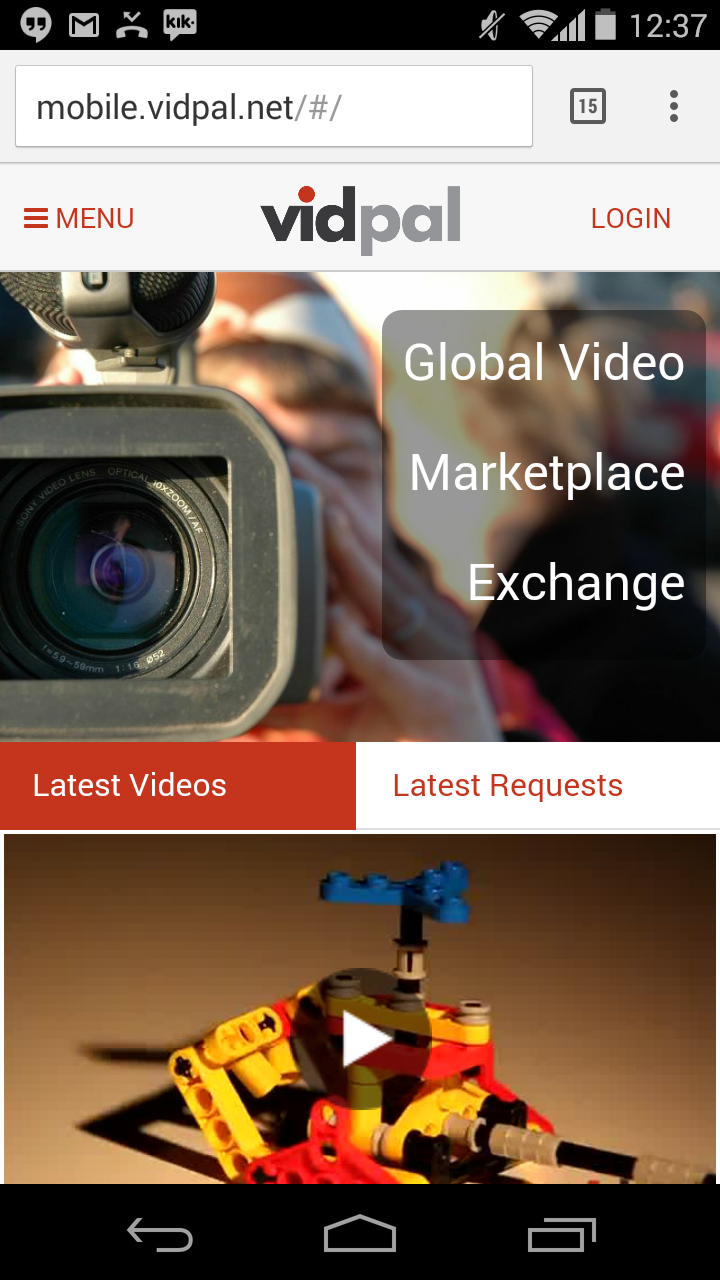 kik·
12:37
mobile.vidpal.net/#/
15
MENU
vidpal
LOGIN
Global Video
Marketplace
Exchange
SONY VIDEO LENS OPTICAL 10XZOOM/AF
f=5.9~59mm 1:1.6 Ø52
Latest Videos
Latest Requests